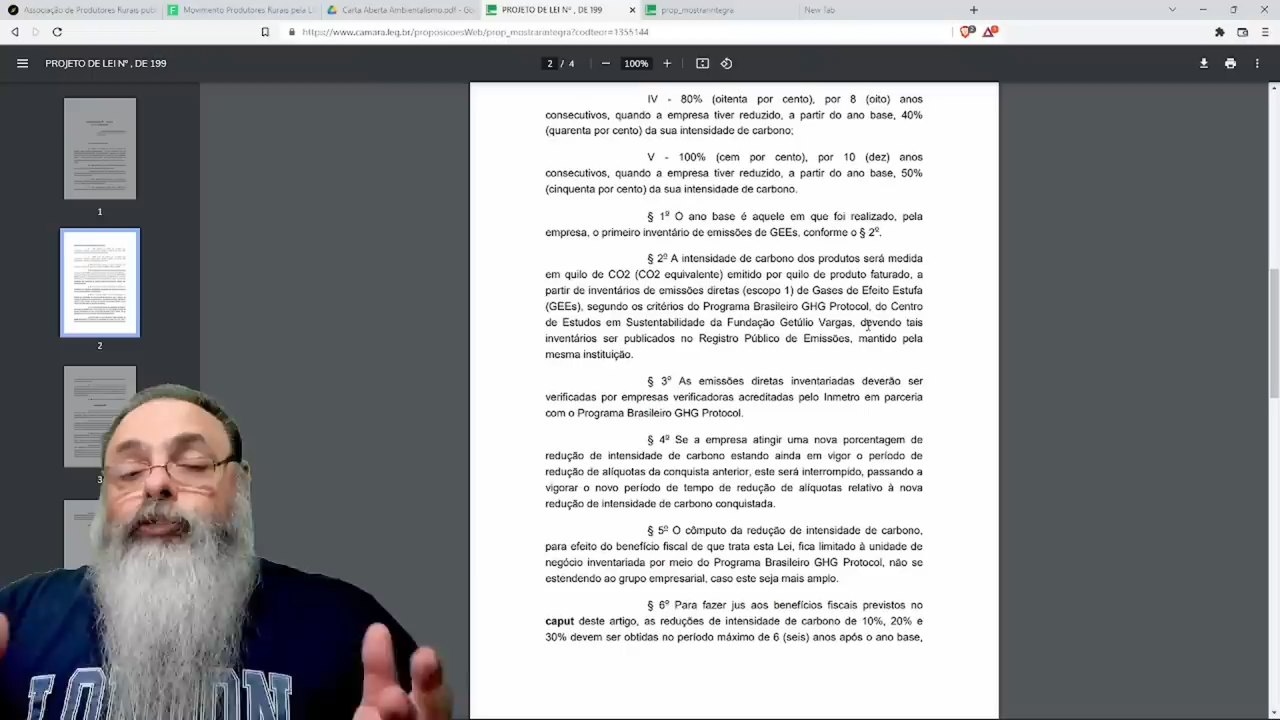 Associação de Produtores Rurais publ
Movimento Produtores Rurais pela Li
Carta Aberta Ambientalismo.pdf - Go
PROJETO DE LEI Nº , DE 199
prop_mostrarintegra
New Tab
https://www.camara.leg.br/proposicoesWeb/prop_mostrarintegra?codteor=1355144
PROJETO DE LEI Nº , DE 199
2 / 4
100%
1
2
3
IV - 80% (oitenta por cento), por 8 (oito) anos
consecutivos, quando a empresa tiver reduzido, a partir do ano base, 40%
(quarenta por cento) da sua intensidade de carbono;
V - 100% (cem por cento), por 10 (dez) anos
consecutivos, quando a empresa tiver reduzido, a partir do ano base, 50%
(cinquenta por cento) da sua intensidade de carbono.
§ 1º O ano base é aquele em que foi realizado, pela
empresa, o primeiro inventário de emissões de GEEs, conforme o § 2º.
§ 2º A intensidade de carbono dos produtos será medida
em quilo de CO2 (CO2 equivalente) emitido por quilo de produto faturado, a
partir de inventários de emissões diretas (escopo 1) de Gases de Efeito Estufa
(GEEs), segundo os critérios do Programa Brasileiro GHG Protocol, do Centro
de Estudos em Sustentabilidade da Fundação Getúlio Vargas, devendo tais
inventários ser publicados no Registro Público de Emissões, mantido pela
mesma instituição.
§ 3º As emissões diretas inventariadas deverão ser
verificadas por empresas verificadoras acreditadas pelo Inmetro em parceria
com o Programa Brasileiro GHG Protocol.
§ 4º Se a empresa atingir uma nova porcentagem de
redução de intensidade de carbono estando ainda em vigor o período de
redução de alíquotas da conquista anterior, este será interrompido, passando a
vigorar o novo período de tempo de redução de alíquotas relativo à nova
redução de intensidade de carbono conquistada.
§ 5º O cômputo da redução de intensidade de carbono,
para efeito do benefício fiscal de que trata esta Lei, fica limitado à unidade de
negócio inventariada por meio do Programa Brasileiro GHG Protocol, não se
estendendo ao grupo empresarial, caso este seja mais amplo.
§ 6º Para fazer jus aos benefícios fiscais previstos no
caput deste artigo, as reduções de intensidade de carbono de 10%, 20% e
30% devem ser obtidas no período máximo de 6 (seis) anos após o ano base,
LONDON